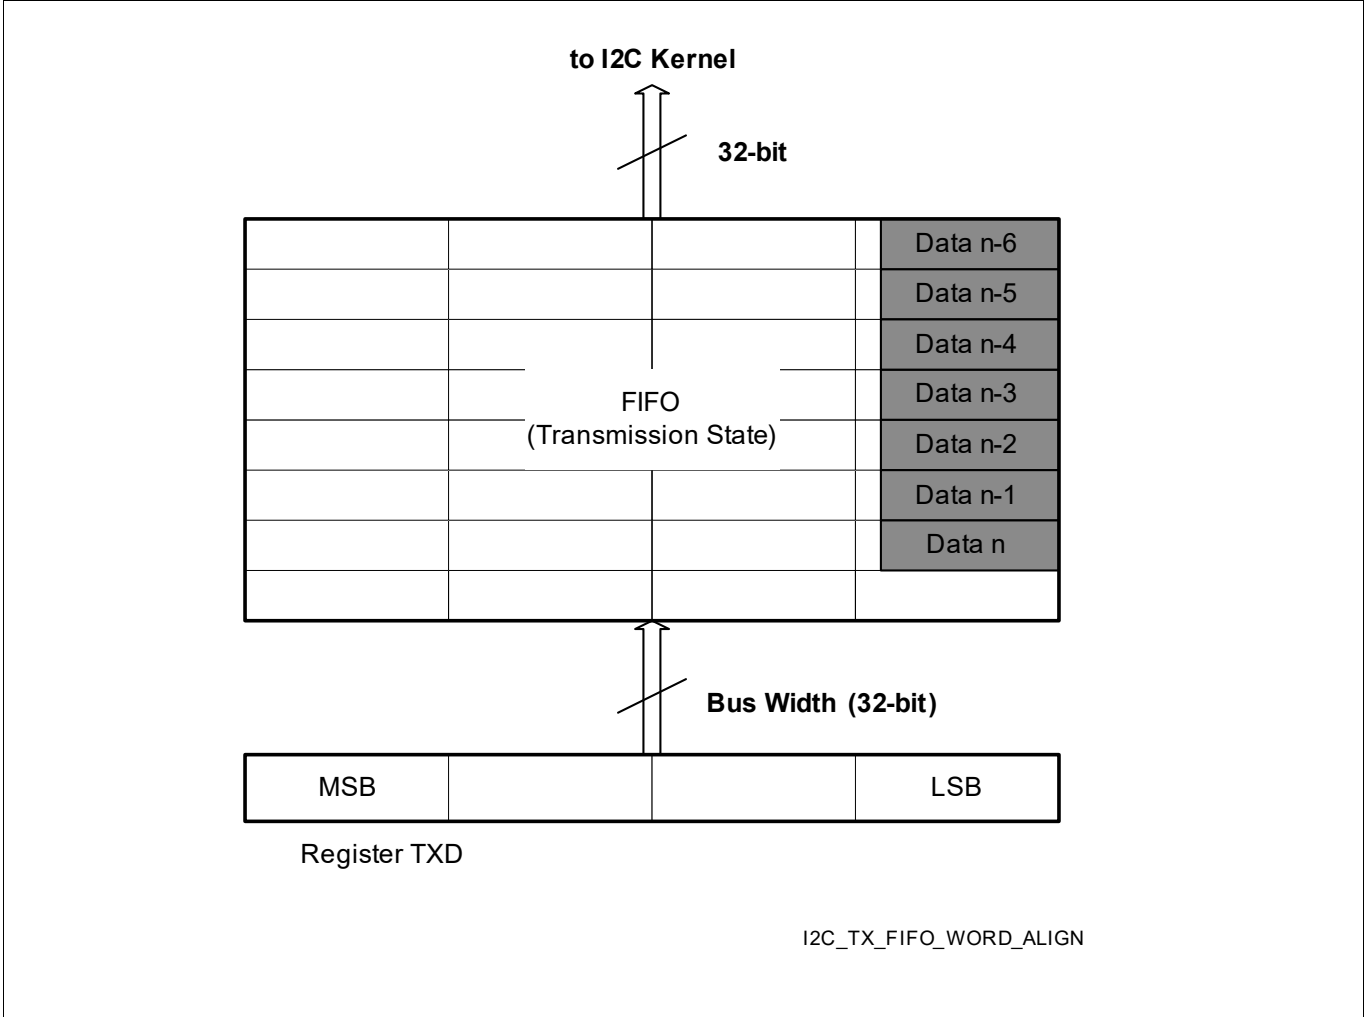 to I2C Kernel
32-bit
Data n-6
Data n-5
Data n-4
Data n-3
Data n-2
Data n-1
Data n
FIFO
(Transmission State)
Bus Width (32-bit)
MSB
LSB
Register TXD
I2C_TX_FIFO_WORD_ALIGN